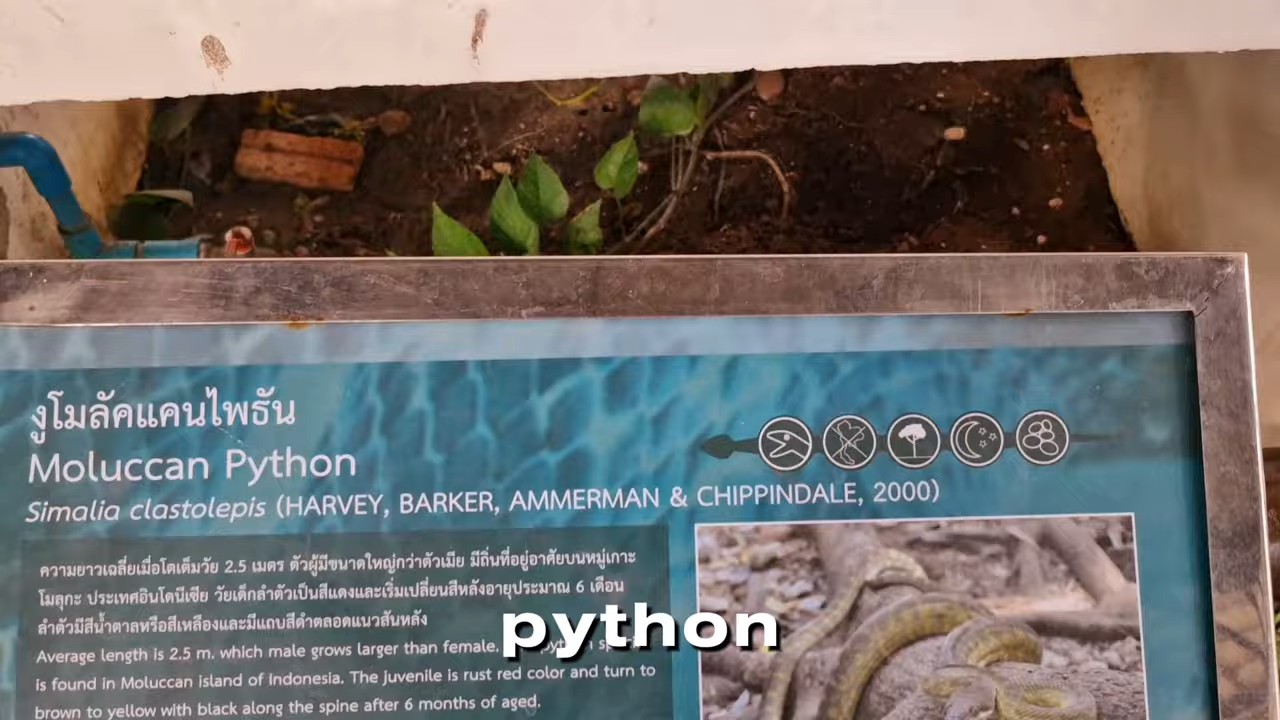 งูโมลัคแคนไพธัน
Moluccan Python
Simalia clastolepis (HARVEY, BARKER, AMMERMAN & CHIPPINDALE, 2000)
ความยาวเฉลี่ยเมื่อโตเต็มวัย 2.5 เมตร ตัวผู้มีขนาดใหญ่กว่าตัวเมีย มีถิ่นที่อยู่อาศัยบนหมู่เกาะ
โมลุกะ ประเทศอินโดนีเซีย วัยเด็กลำตัวเป็นสีแดงและเริ่มเปลี่ยนสีหลังอายุประมาณ 6 เดือน
ลำตัวมีสีน้ำตาลหรือสีเหลืองและมีแถบสีดำตลอดแนวสันหลัง
Average length is 2.5 m. which male grows larger than female.
is found in Moluccan island of Indonesia. The juvenile is rust red color and turn to
brown to yellow with black along the spine after 6 months of aged.
python